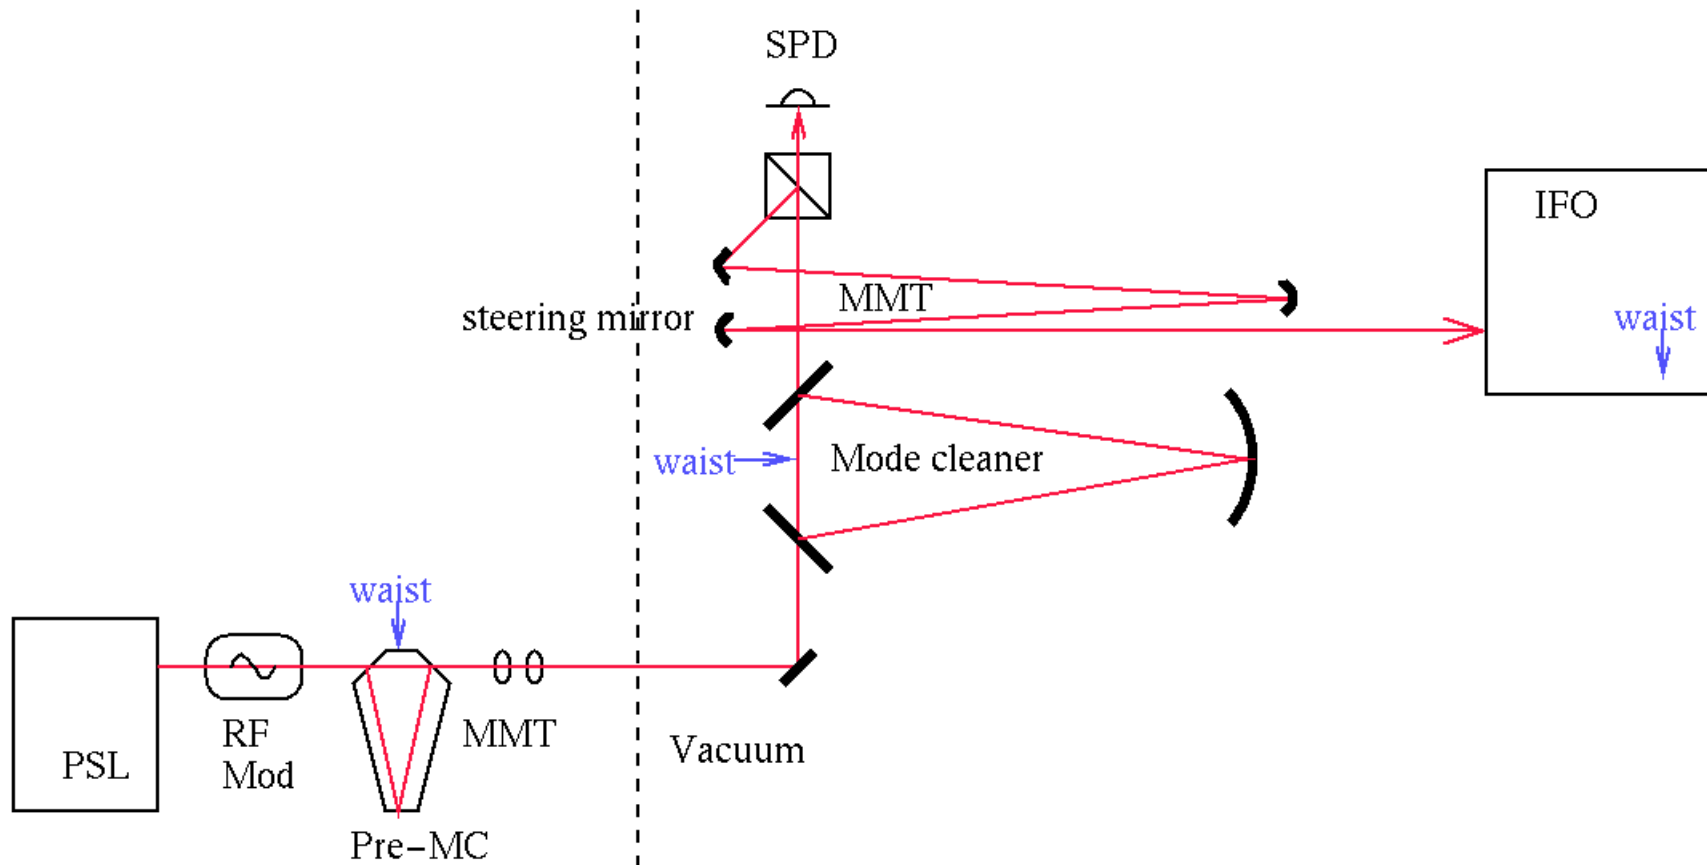 SPD
IFO
MMT
steering mirror
waist
waist
Mode cleaner
waist
RF
Mod
MMT
Vacuum
PSL
Pre-MC